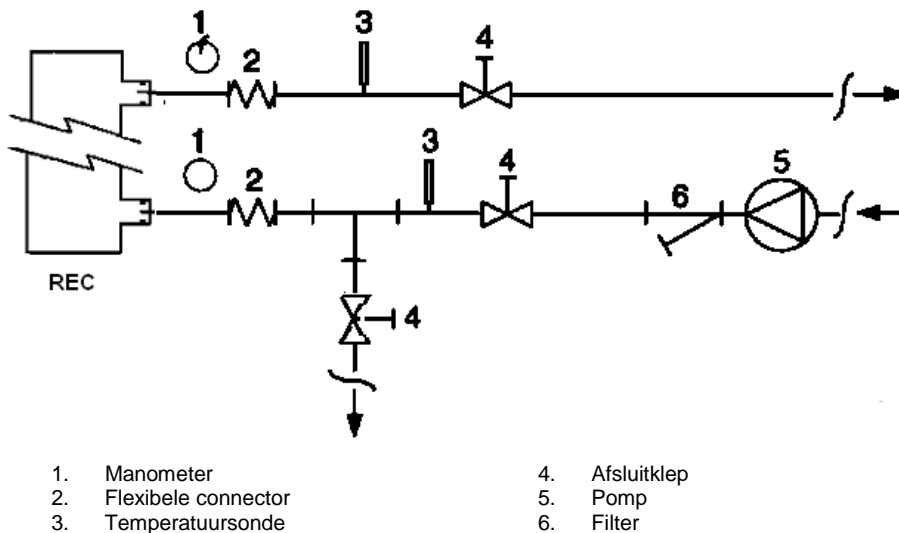 1
2
3
4
1
2
3
4
6
5
REC
4
1. Manometer
2. Flexibele connector
3. Temperatuursonde
4. Afsluitklep
5. Pomp
6. Filter